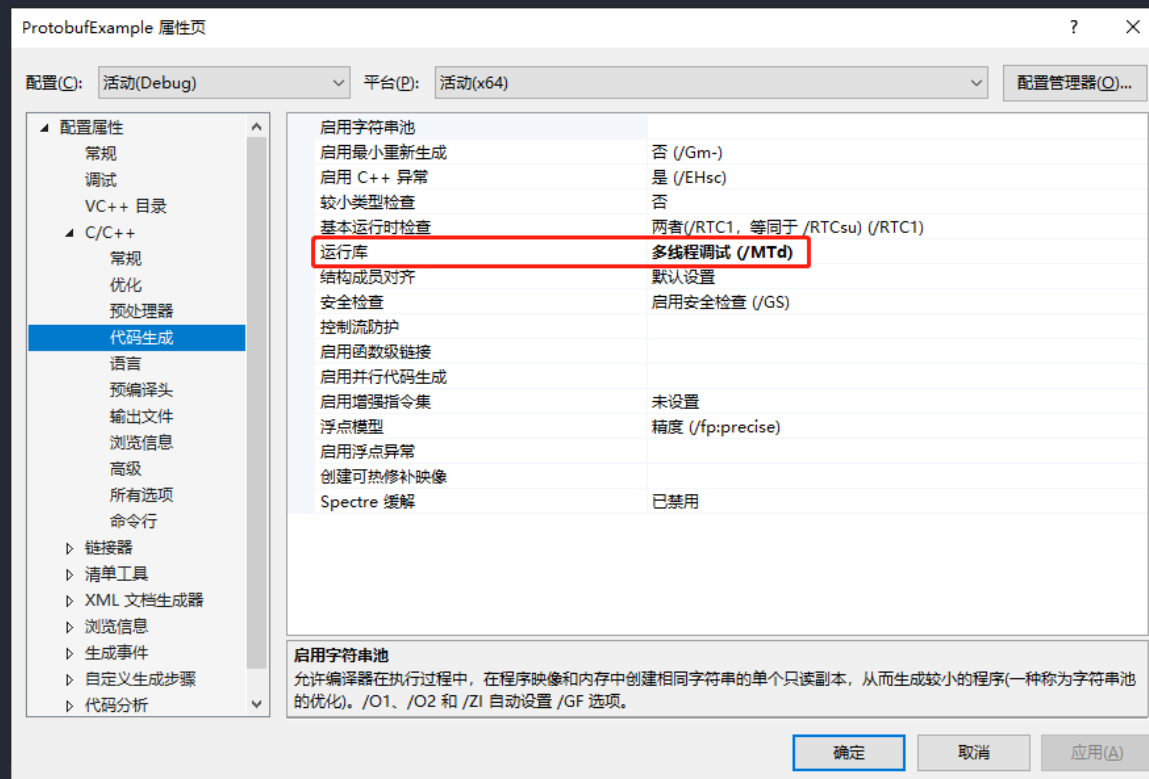 ProtobufExample 属性页 ?
配置(C): 活动(Debug) 平台(P): 活动(x64) 配置管理器(O)...
配置属性
常规
调试
VC++ 目录
C/C++
常规
优化
预处理器
代码生成
语言
预编译头
输出文件
浏览信息
高级
所有选项
命令行
链接器
清单工具
XML 文档生成器
浏览信息
生成事件
自定义生成步骤
代码分析
启用字符串池
启用最小重新生成 否 (/Gm-)
启用 C++ 异常 是 (/EHsc)
较小类型检查 否
基本运行时检查 两者(/RTC1，等同于 /RTCsu) (/RTC1)
运行库 多线程调试 (/MTd)
结构成员对齐 默认设置
安全检查 启用安全检查 (/GS)
控制流防护
启用函数级链接
启用并行代码生成
启用增强指令集 未设置
浮点模型 精度 (/fp:precise)
启用浮点异常
创建可热修补映像
Spectre 缓解 已禁用
启用字符串池
允许编译器在执行过程中，在程序映像和内存中创建相同字符串的单个只读副本，从而生成较小的程序(一种称为字符串池
的优化)。/O1、/O2 和 /ZI 自动设置 /GF 选项。
确定 取消 应用(A)